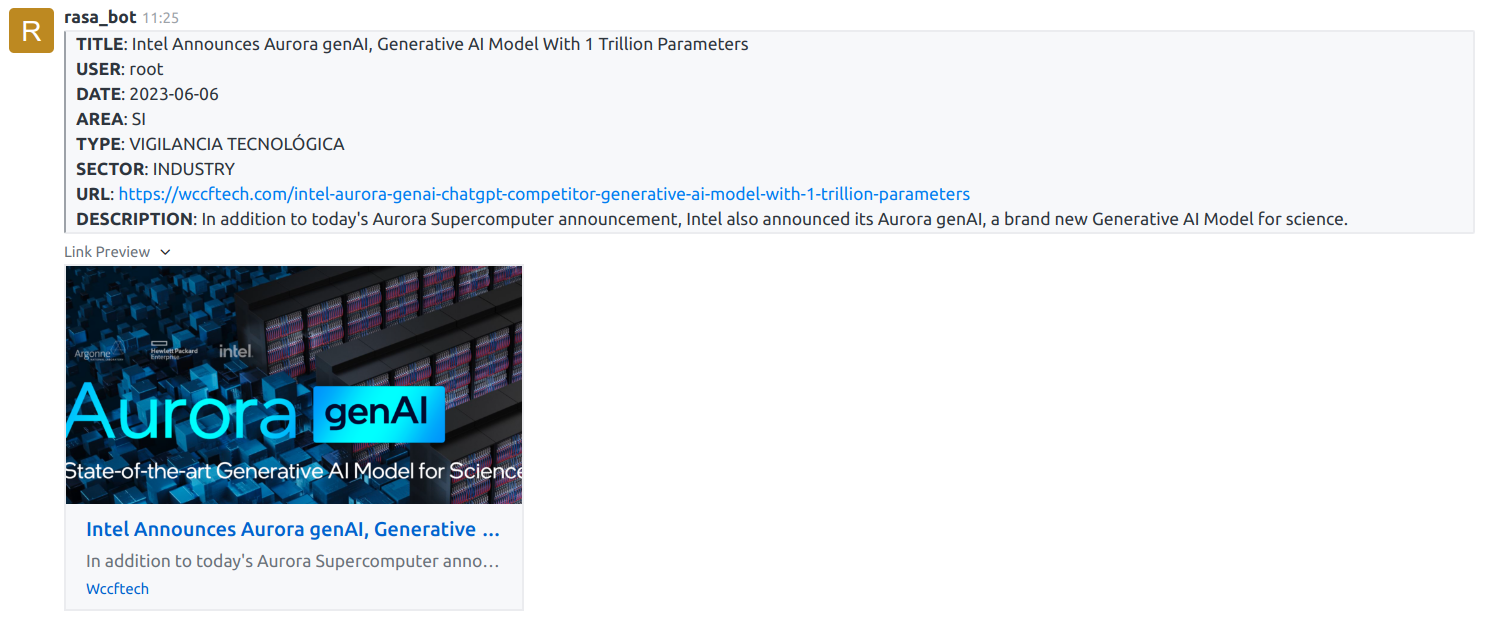 R
rasa_bot 11:25
TITLE: Intel Announces Aurora genAI, Generative AI Model With 1 Trillion Parameters
USER: root
DATE: 2023-06-06
AREA: SI
TYPE: VIGILANCIA TECNOLÓGICA
SECTOR: INDUSTRY
URL: https://wccftech.com/intel-aurora-genai-chatgpt-competitor-generative-ai-model-with-1-trillion-parameters
DESCRIPTION: In addition to today's Aurora Supercomputer announcement, Intel also announced its Aurora genAI, a brand new Generative AI Model for science.
Link Preview
Argonne
Hewlett Packard
Enterprise
intel
Aurora genAI
State-of-the-art Generative AI Model for Science
Intel Announces Aurora genAI, Generative ...
In addition to today's Aurora Supercomputer anno...
Wccftech